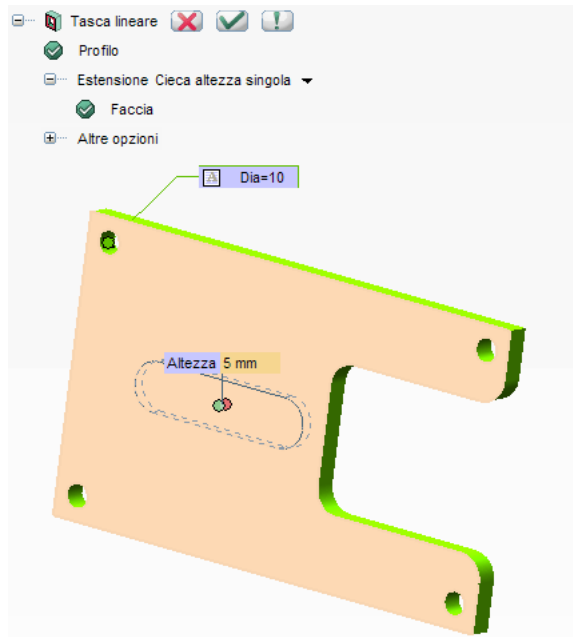 Tasca lineare
Profilo
Estensione Cieca altezza singola
Faccia
Altre opzioni
A Dia=10
Altezza 5 mm